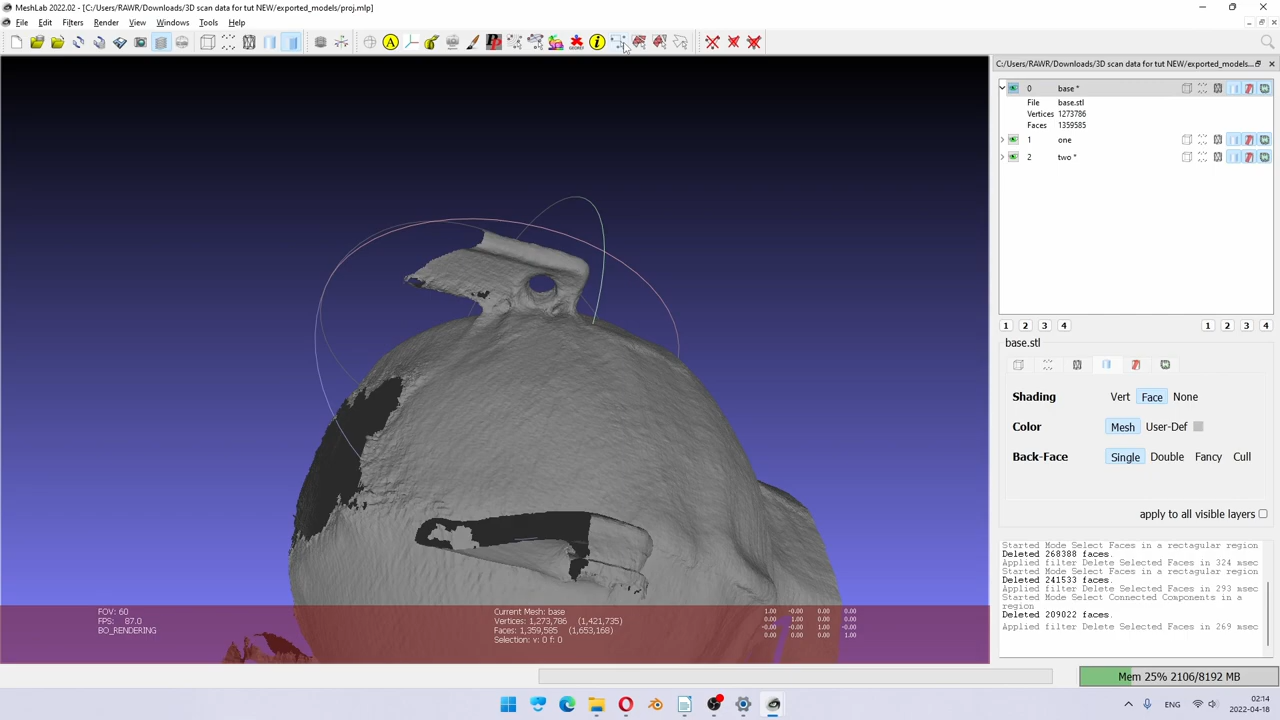 MeshLab 2022.02 - [C:/Users/RAWR/Downloads/3D scan data for tut NEW/exported_models/proj.mlp]
File Edit Filters Render View Windows Tools Help
C:/Users/RAWR/Downloads/3D scan data for tut NEW/exported_models...
0 base *
File base.stl
Vertices 1273786
Faces 1359585
1 one
2 two *
1 2 3 4 1 2 3 4
base.stl
Shading Vert Face None
Color Mesh User-Def
Back-Face Single Double Fancy Cull
apply to all visible layers
Started Mode Select Faces in a rectagular region
Deleted 268388 faces.
Applied filter Delete Selected Faces in 324 msec
Started Mode Select Faces in a rectagular region
Deleted 241533 faces.
Applied filter Delete Selected Faces in 293 msec
Started Mode Select Connected Components in a
region
Deleted 209022 faces.
Applied filter Delete Selected Faces in 269 msec
FOV: 60
FPS: 87.0
BO_RENDERING
Current Mesh: base
Vertices: 1,273,786 (1,421,735)
Faces: 1,359,585 (1,653,168)
Selection: v: 0 f: 0
1.00 -0.00 0.00 0.00
0.00 1.00 0.00 0.00
-0.00 -0.00 1.00 -0.00
0.00 0.00 0.00 1.00
Mem 25% 2106/8192 MB
ENG
02:14
2022-04-18